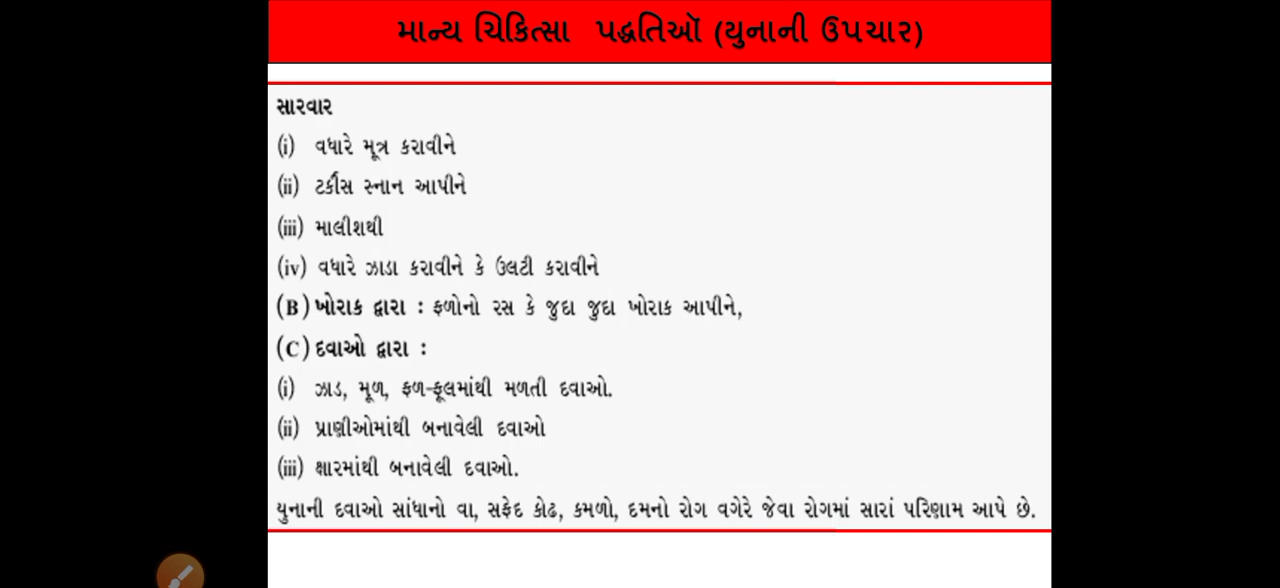 માન્ય ચિકિત્સા પદ્ધતિઑ (યુનાની ઉપચાર)
સારવાર
(i) વધારે મૂત્ર કરાવીને
(ii) ટર્કીસ સ્નાન આપીને
(iii) માલીશથી
(iv) વધારે ઝાડા કરાવીને કે ઉલટી કરાવીને
(B) ખોરાક દ્વારા : ફળોનો રસ કે જુદા જુદા ખોરાક આપીને,
(C) દવાઓ દ્વારા :
(i) ઝાડ, મૂળ, ફળ-ફૂલમાંથી મળતી દવાઓ.
(ii) પ્રાણીઓમાંથી બનાવેલી દવાઓ
(iii) ક્ષારમાંથી બનાવેલી દવાઓ.
યુનાની દવાઓ સાંધાનો વા, સફેદ કોઢ, કમળો, દમનો રોગ વગેરે જેવા રોગમાં સારાં પરિણામ આપે છે.